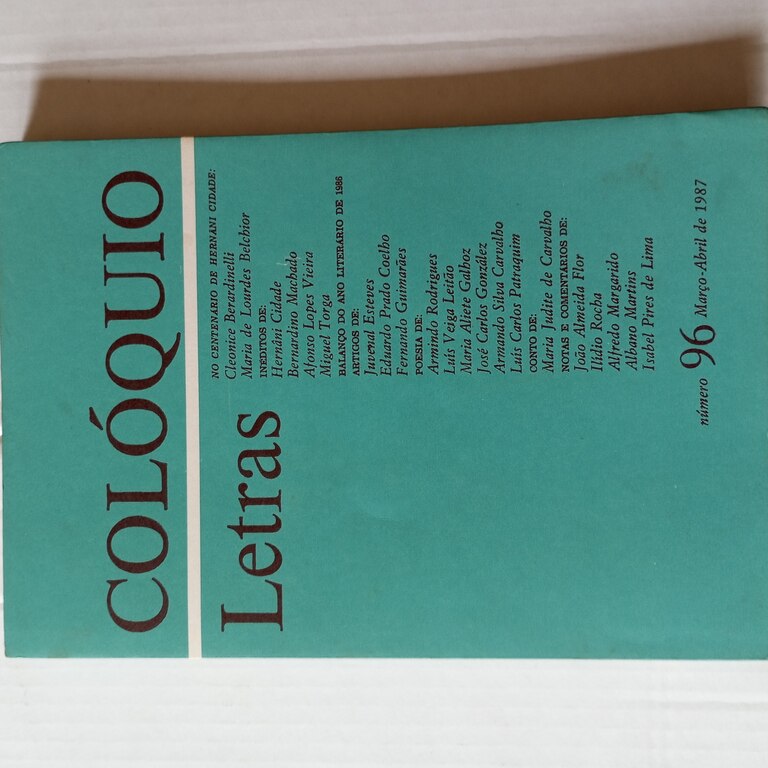 COLÓQUIO
Letras
NO CENTENÁRIO DE HERNÂNI CIDADE:
Cleonice Berardinelli
Maria de Lourdes Belchior
INÉDITOS DE:
Hernâni Cidade
Bernardino Machado
Afonso Lopes Vieira
Miguel Torga
BALANÇO DO ANO LITERÁRIO DE 1986
ARTIGOS DE:
Juvenal Esteves
Eduardo Prado Coelho
Fernando Guimarães
POESIA DE:
Armindo Rodrigues
Luís Veiga Leitão
Maria Aliete Galhoz
José Carlos González
Armando Silva Carvalho
Luís Carlos Patraquim
CONTO DE:
Maria Judite de Carvalho
NOTAS E COMENTÁRIOS DE:
João Almeida Flor
Ilídio Rocha
Alfredo Margarido
Albano Martins
Isabel Pires de Lima
número 96 Março-Abril de 1987